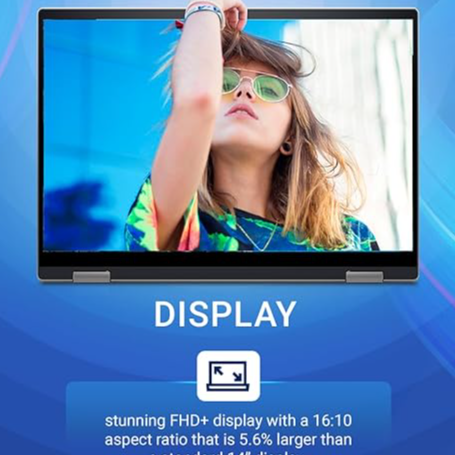 DISPLAY
stunning FHD+ display with a 16:10
aspect ratio that is 5.6% larger than